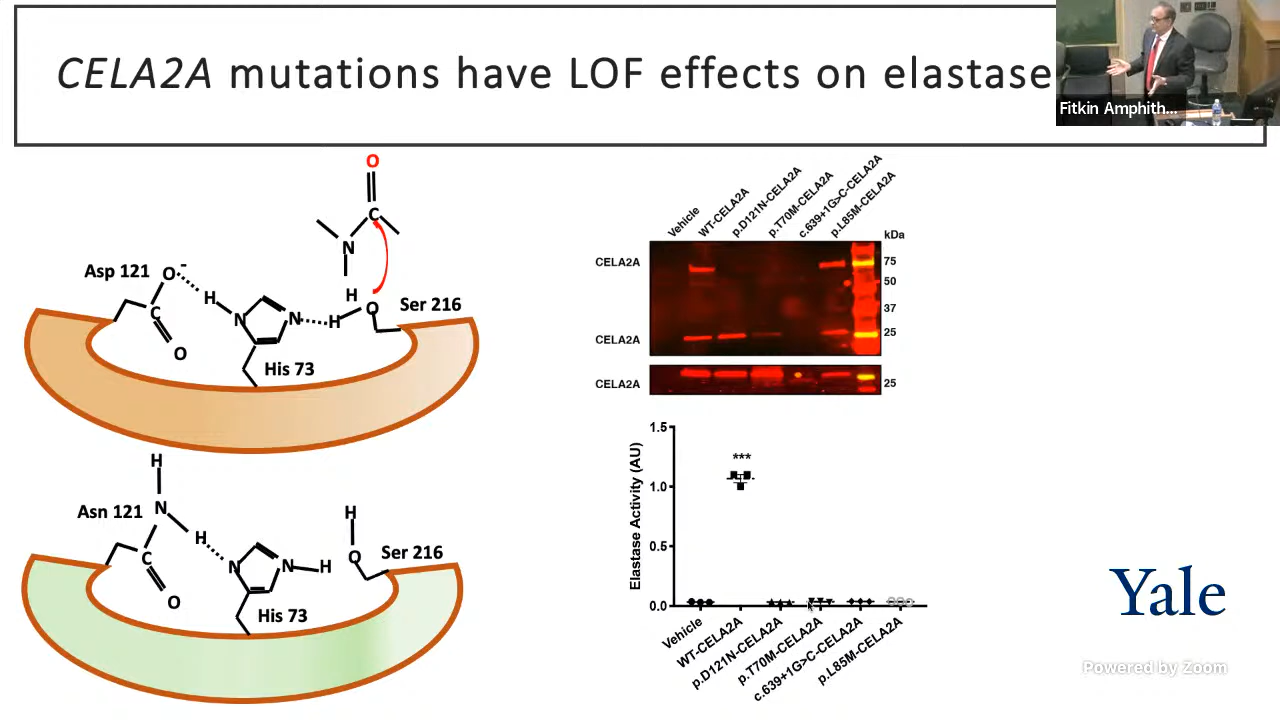 CELA2A mutations have LOF effects on elastase
Fitkin Amphith...
O
C
N
H
Asp 121
O-
H
C
O
H
N
N
H
O
Ser 216
His 73
H
Asn 121
N
H
C
O
N
N
H
H
O
Ser 216
His 73
Vehicle
WT-CELA2A
p.D121N-CELA2A
p.T70M-CELA2A
c.639+1G>C-CELA2A
p.L85M-CELA2A
kDa
CELA2A
75
50
37
CELA2A
25
CELA2A
25
Elastase Activity (AU)
1.5
1.0
0.5
0.0
***
Vehicle
WT-CELA2A
p.D121N-CELA2A
p.T70M-CELA2A
c.639+1G>C-CELA2A
p.L85M-CELA2A
Yale
Powered by Zoom